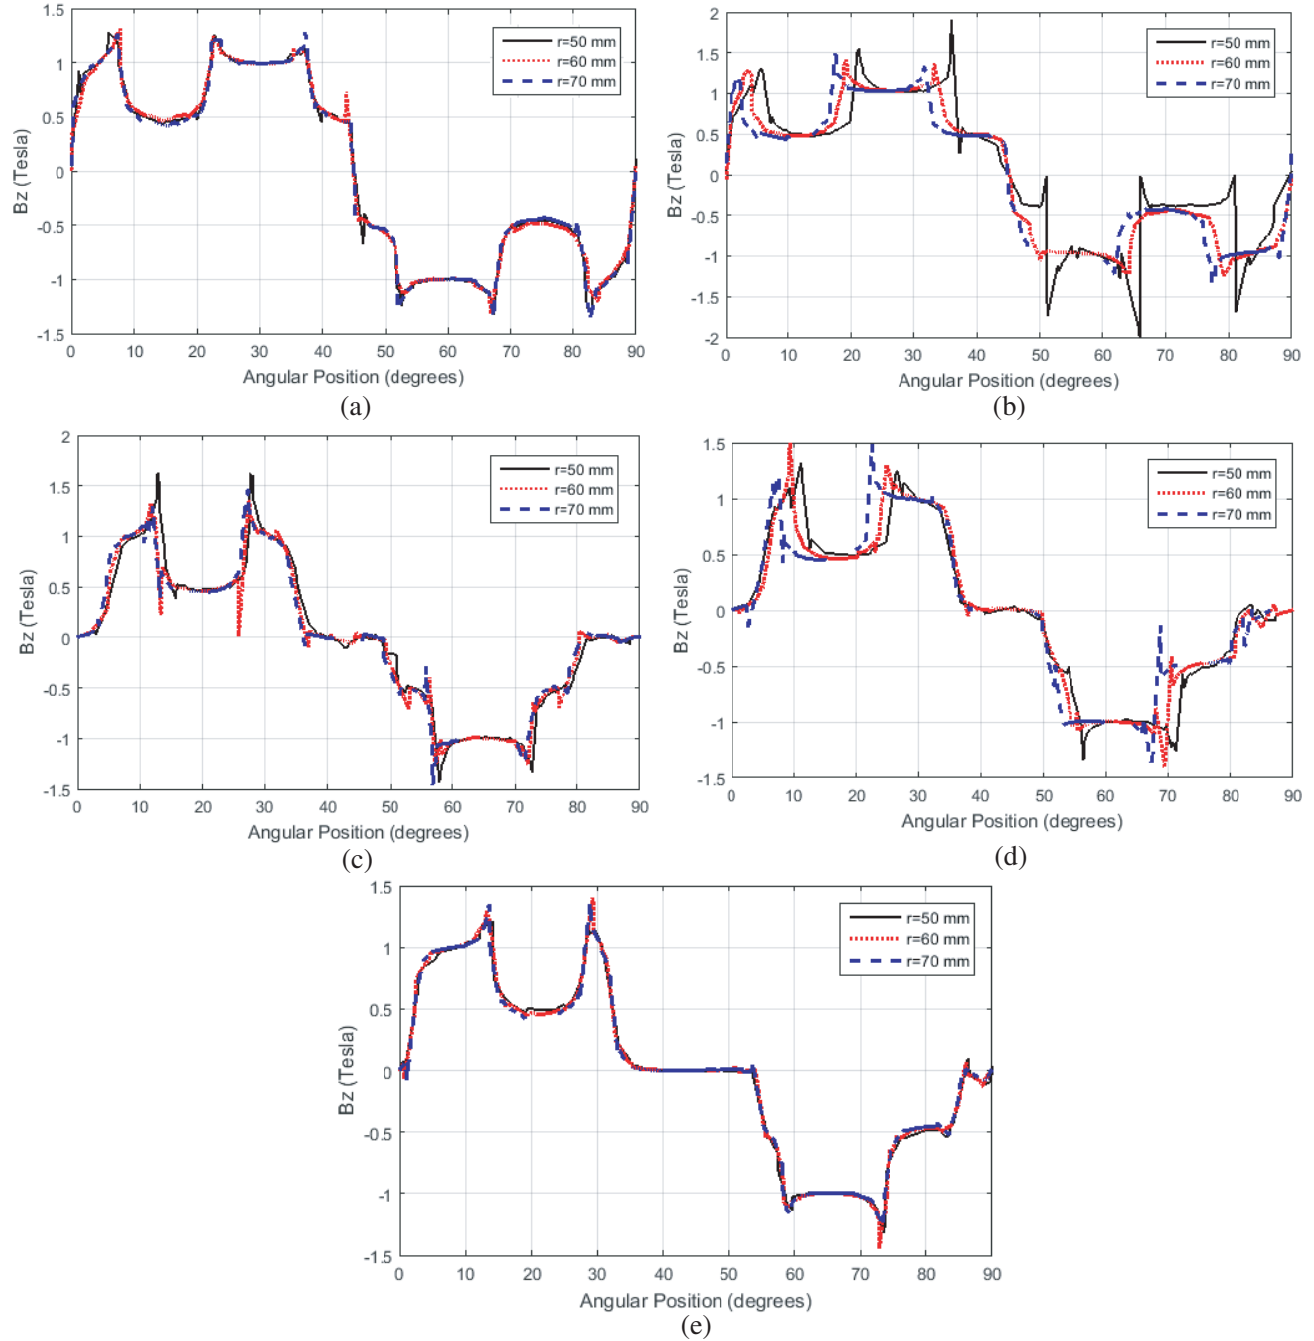 1.5
1
0.5
0
-0.5
-1
-1.5
Bz (Tesla)
r=50 mm
r=60 mm
r=70 mm
0 10 20 30 40 50 60 70 80 90
Angular Position (degrees)
(a)
2
1.5
1
0.5
0
-0.5
-1
-1.5
-2
Bz (Tesla)
r=50 mm
r=60 mm
r=70 mm
0 10 20 30 40 50 60 70 80 90
Angular Position (degrees)
(b)
2
1.5
1
0.5
0
-0.5
-1
-1.5
Bz (Tesla)
r=50 mm
r=60 mm
r=70 mm
0 10 20 30 40 50 60 70 80 90
Angular Position (degrees)
(c)
1.5
1
0.5
0
-0.5
-1
-1.5
Bz (Tesla)
r=50 mm
r=60 mm
r=70 mm
0 10 20 30 40 50 60 70 80 90
Angular Position (degrees)
(d)
1.5
1
0.5
0
-0.5
-1
-1.5
Bz (Tesla)
r=50 mm
r=60 mm
r=70 mm
0 10 20 30 40 50 60 70 80 90
Angular Position (degrees)
(e)